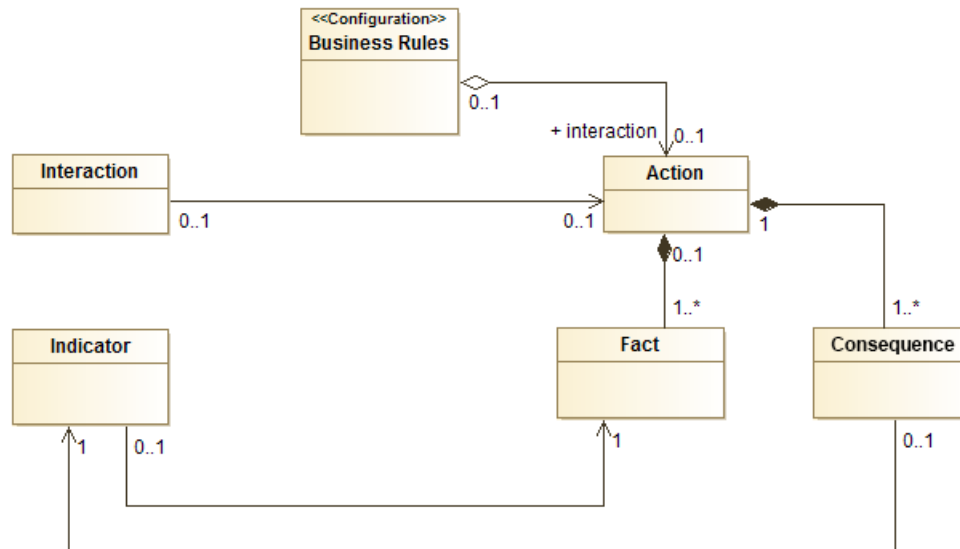 <<Configuration>>
Business Rules
0..1
+ interaction
0..1
Interaction
Action
0..1
0..1
1
0..1
1..*
1..*
Indicator
Fact
Consequence
1
0..1
1
0..1